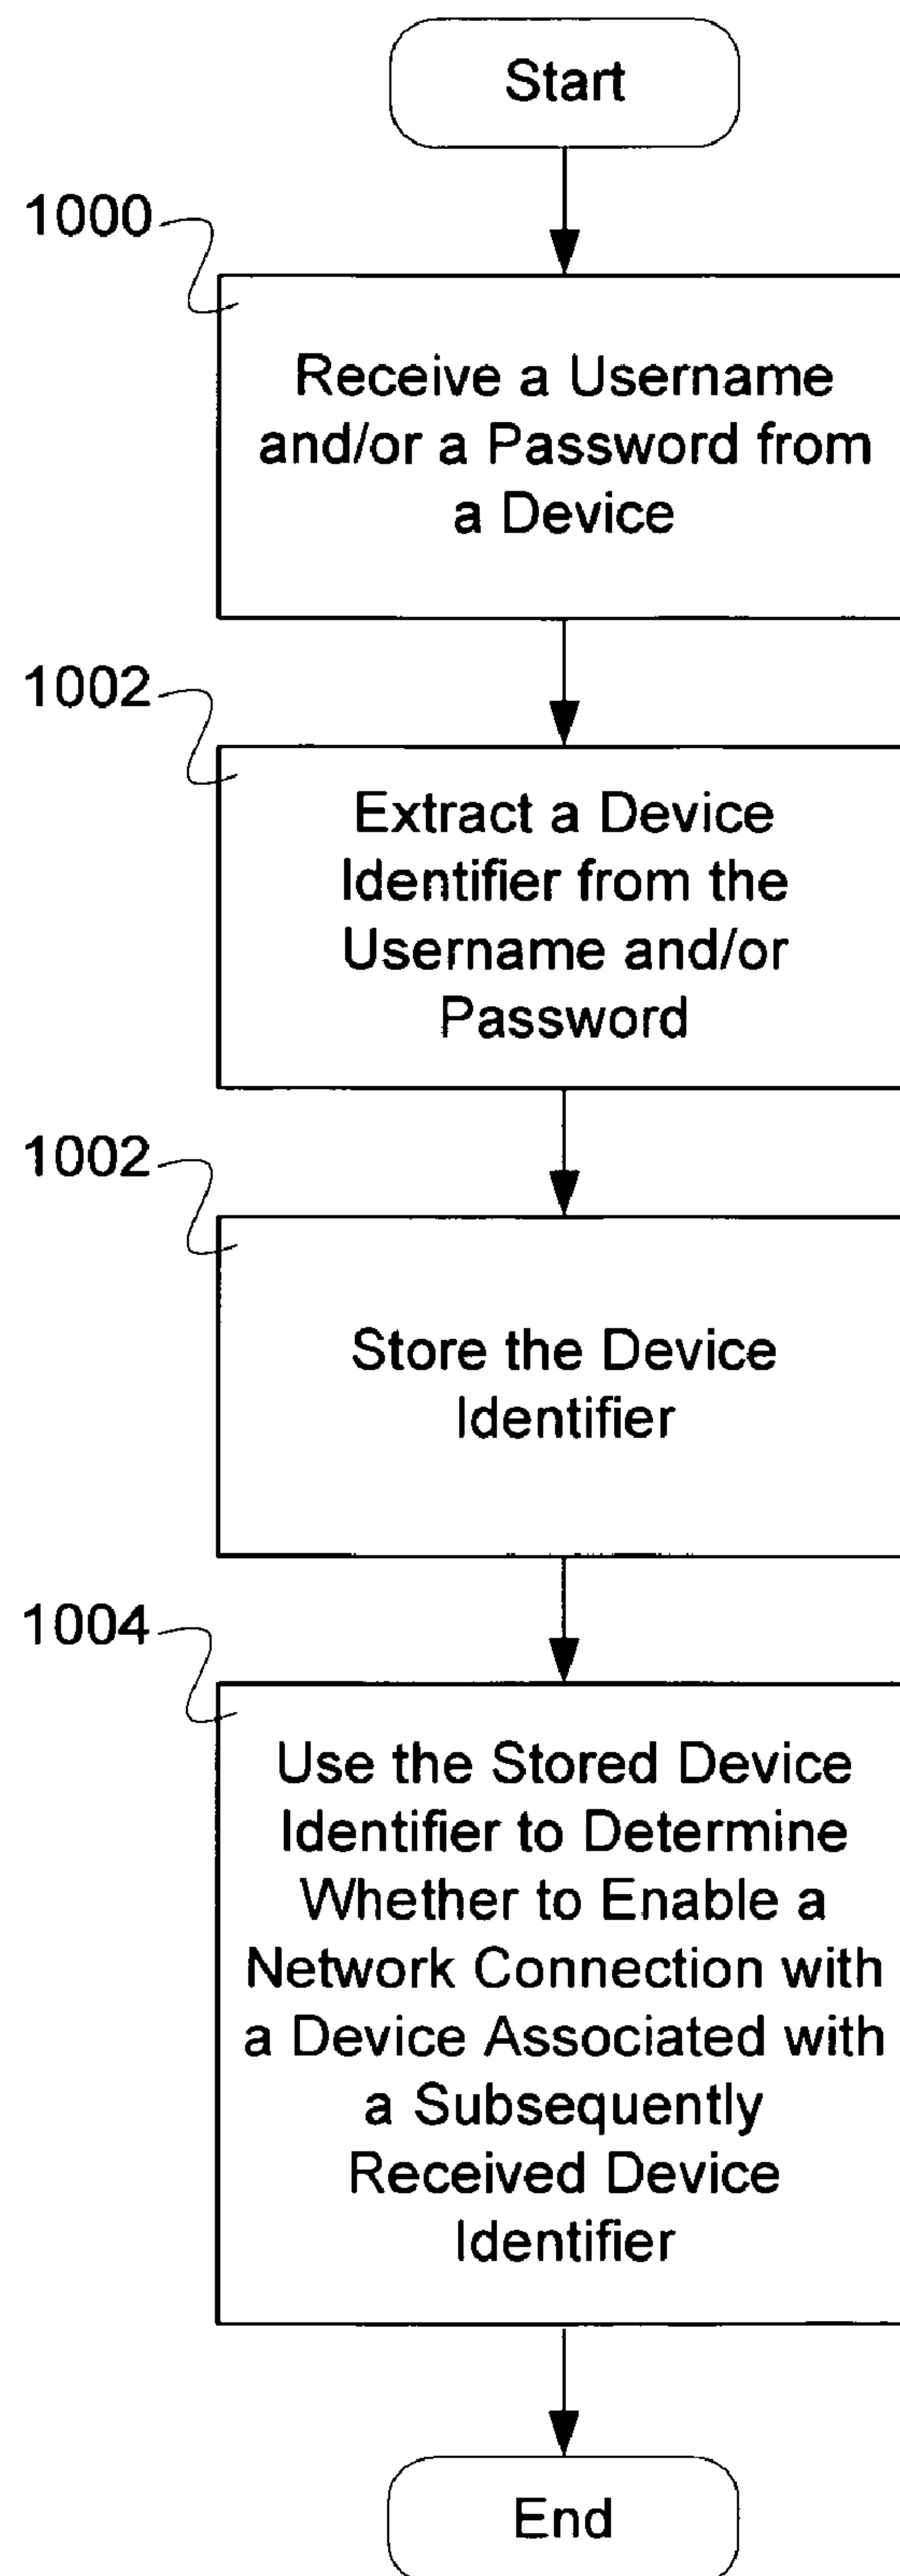 Start
1000
Receive a Username
and/or a Password from
a Device
1002
Extract a Device
Identifier from the
Username and/or
Password
1002
Store the Device
Identifier
1004
Use the Stored Device
Identifier to Determine
Whether to Enable a
Network Connection with
a Device Associated with
a Subsequently
Received Device
Identifier
End